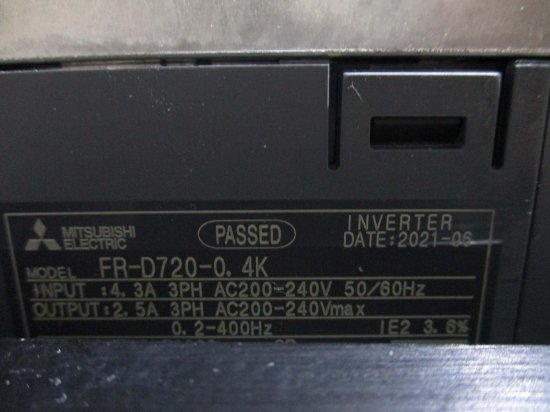 MITSUBISHI
ELECTRIC
PASSED
INVERTER
DATE:2021-06
MODEL FR-D720-0.4K
INPUT :4.3A 3PH AC200-240V 50/60Hz
OUTPUT:2.5A 3PH AC200-240Vmax
0.2-400Hz IE2 3.6%